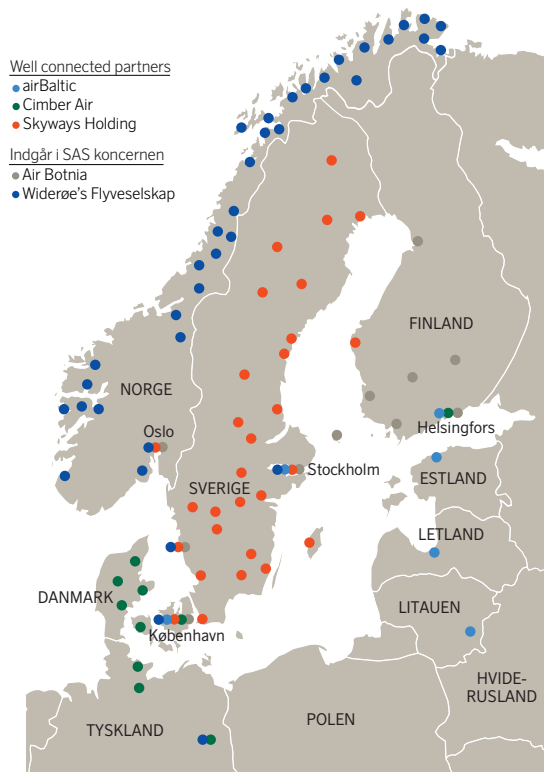 Well connected partners
airBaltic
Cimber Air
Skyways Holding
Indgår i SAS koncernen
Air Botnia
Widerøe's Flyveselskap
FINLAND
NORGE
Oslo
Helsingfors
Stockholm
ESTLAND
SVERIGE
LETLAND
DANMARK
LITAUEN
København
HVIDE-
RUSLAND
TYSKLAND
POLEN